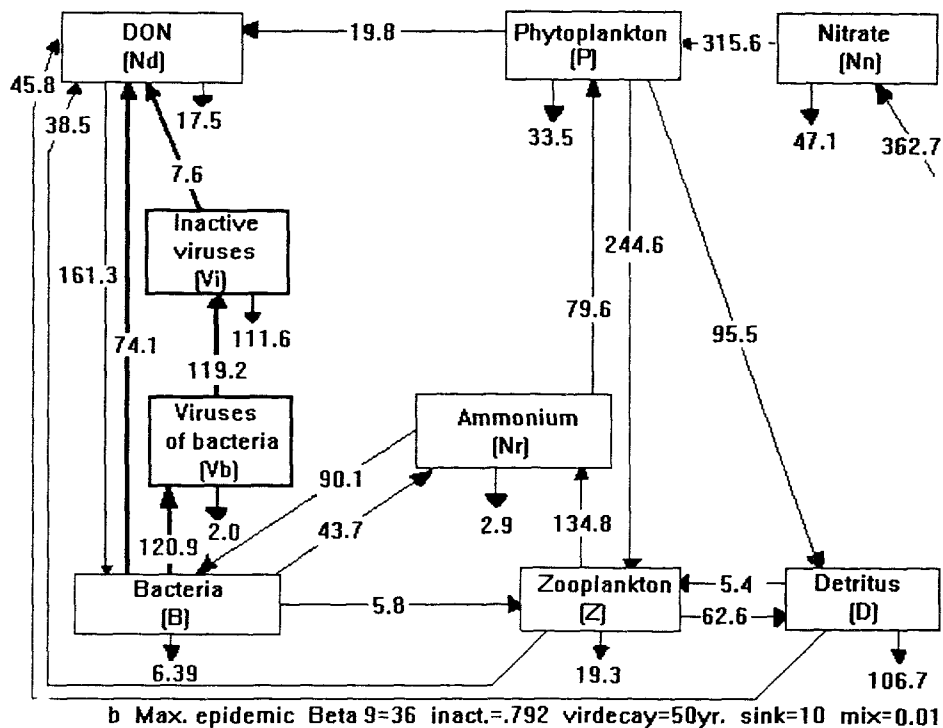 DON
(Nd)
19.8
Phytoplankton
(P)
315.6
Nitrate
(Nn)
45.8
38.5
17.5
33.5
47.1
362.7
7.6
Inactive
viruses
(Vi)
161.3
244.6
111.6
74.1
79.6
95.5
119.2
Viruses
of bacteria
(Vb)
Ammonium
(Nr)
90.1
2.0
43.7
2.9
134.8
120.9
Bacteria
(B)
5.8
Zooplankton
(Z)
5.4
62.6
Detritus
(D)
6.39
19.3
106.7
b Max. epidemic Beta 9=36 inact.=.792 virdecay=50yr. sink=10 mix=0.01